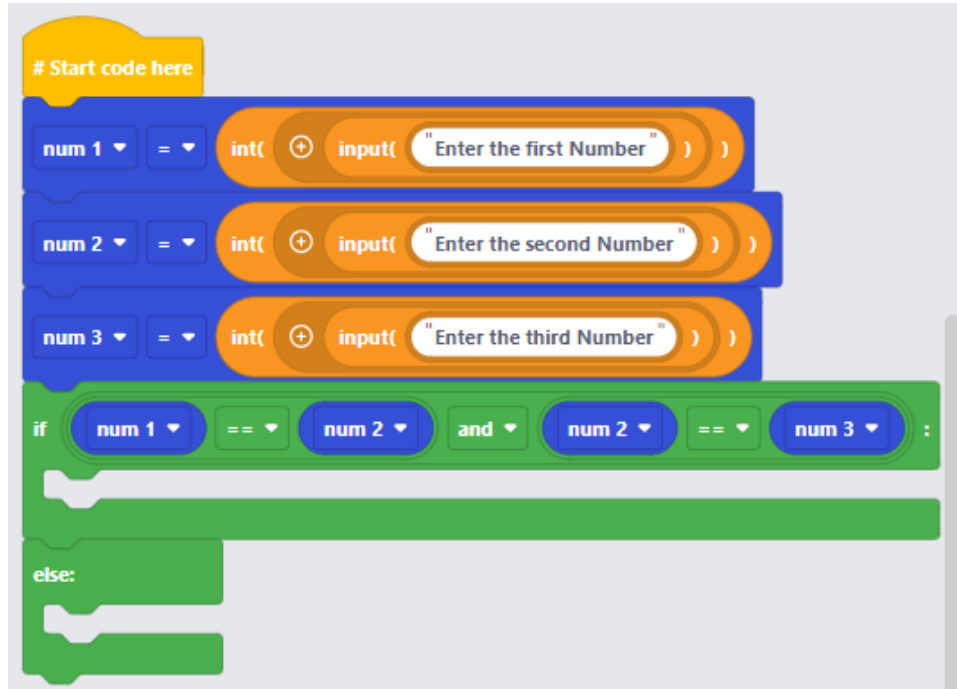 # Start code here
num 1 = int( input( "Enter the first Number" ) )
num 2 = int( input( "Enter the second Number" ) )
num 3 = int( input( "Enter the third Number" ) )
if num 1 == num 2 and num 2 == num 3 :
else: